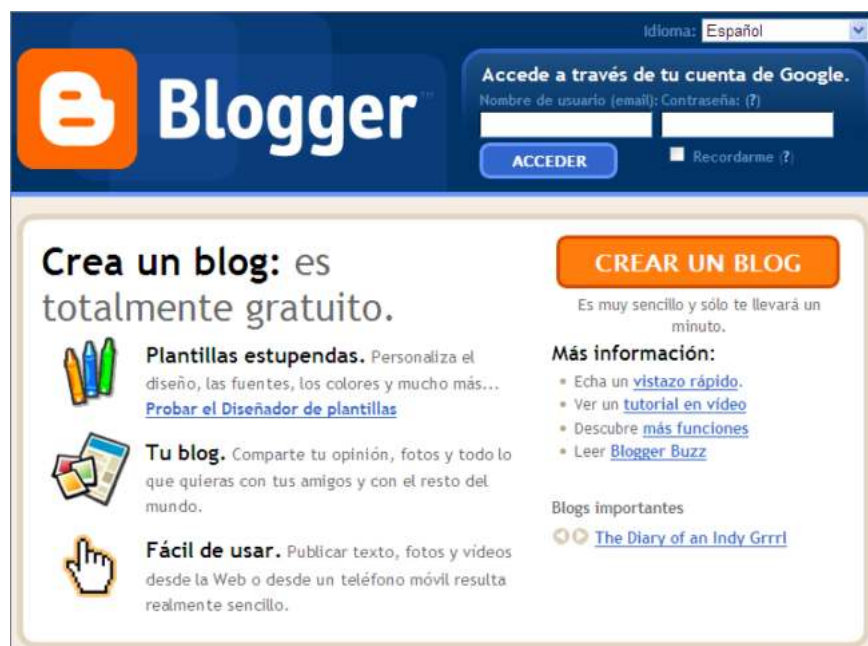 Idioma: Español
Blogger™
Accede a través de tu cuenta de Google.
Nombre de usuario (email): Contraseña: (?)
ACCEDER
Recordarme (?)
Crea un blog: es
totalmente gratuito.
Plantillas estupendas. Personaliza el
diseño, las fuentes, los colores y mucho más...
Probar el Diseñador de plantillas
Tu blog. Comparte tu opinión, fotos y todo lo
que quieras con tus amigos y con el resto del
mundo.
Fácil de usar. Publicar texto, fotos y vídeos
desde la Web o desde un teléfono móvil resulta
realmente sencillo.
CREAR UN BLOG
Es muy sencillo y sólo te llevará un
minuto.
Más información:
• Echa un vistazo rápido.
• Ver un tutorial en vídeo
• Descubre más funciones
• Leer Blogger Buzz
Blogs importantes
The Diary of an Indy Grrrl